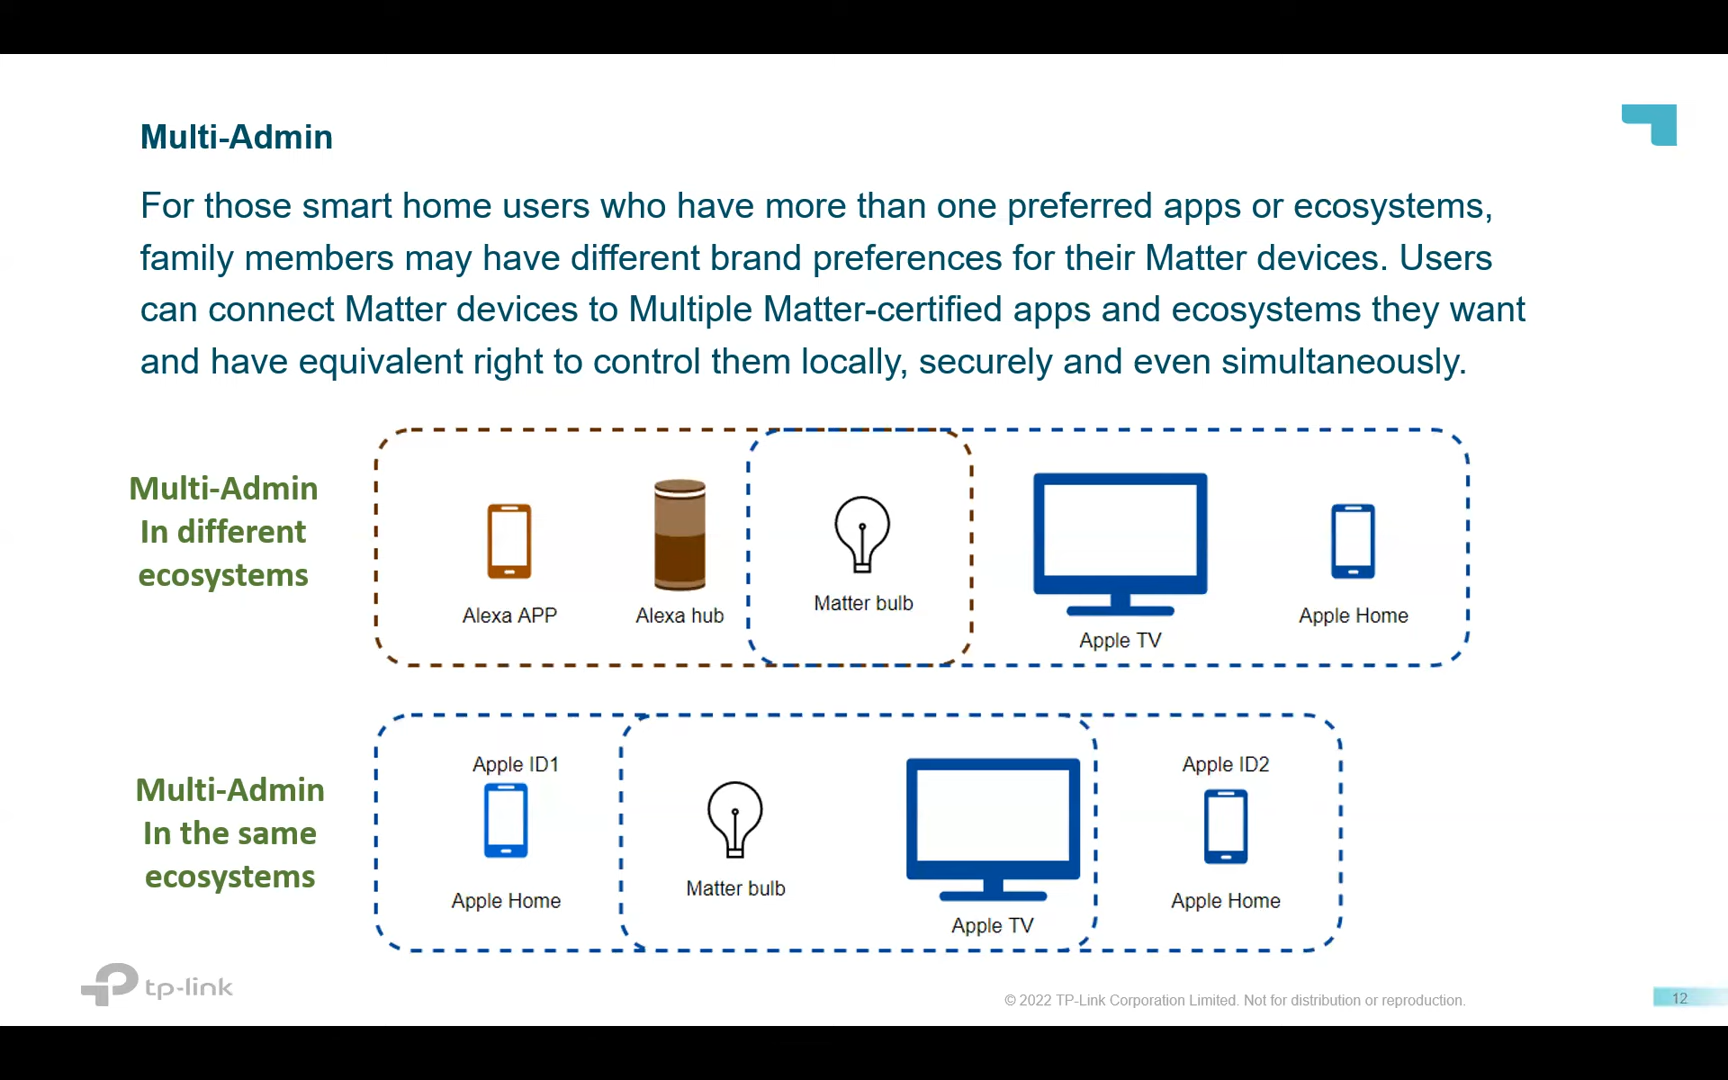 Multi-Admin
For those smart home users who have more than one preferred apps or ecosystems,
family members may have different brand preferences for their Matter devices. Users
can connect Matter devices to Multiple Matter-certified apps and ecosystems they want
and have equivalent right to control them locally, securely and even simultaneously.
Multi-Admin
In different
ecosystems
Alexa APP
Alexa hub
Matter bulb
Apple TV
Apple Home
Multi-Admin
In the same
ecosystems
Apple ID1
Apple Home
Matter bulb
Apple TV
Apple ID2
Apple Home
tp-link
© 2022 TP-Link Corporation Limited. Not for distribution or reproduction.
12